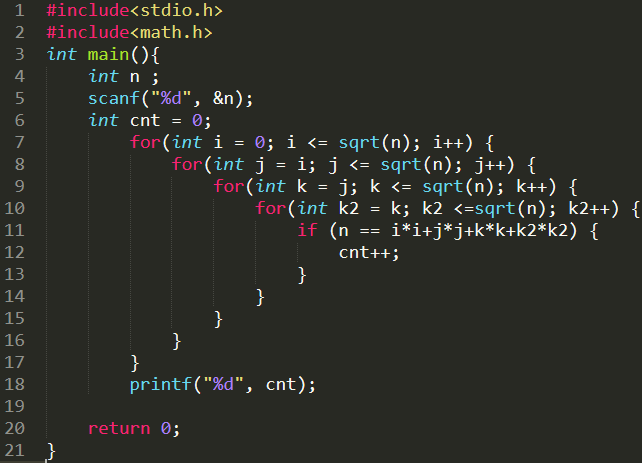 1 #include<stdio.h>
2 #include<math.h>
3 int main(){
4     int n ;
5     scanf("%d", &n);
6     int cnt = 0;
7         for(int i = 0; i <= sqrt(n); i++) {
8             for(int j = i; j <= sqrt(n); j++) {
9                 for(int k = j; k <= sqrt(n); k++) {
10                     for(int k2 = k; k2 <=sqrt(n); k2++) {
11                         if (n == i*i+j*j+k*k+k2*k2) {
12                             cnt++;
13                         }
14                     }
15                 }
16             }
17         }
18         printf("%d", cnt);
19
20     return 0;
21 }